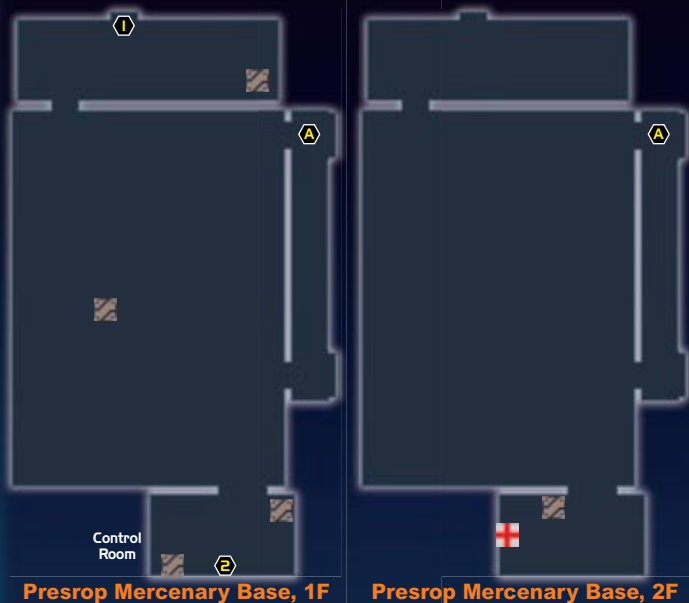 I
A
A
Control
Room
2
Presrop Mercenary Base, 1F
Presrop Mercenary Base, 2F